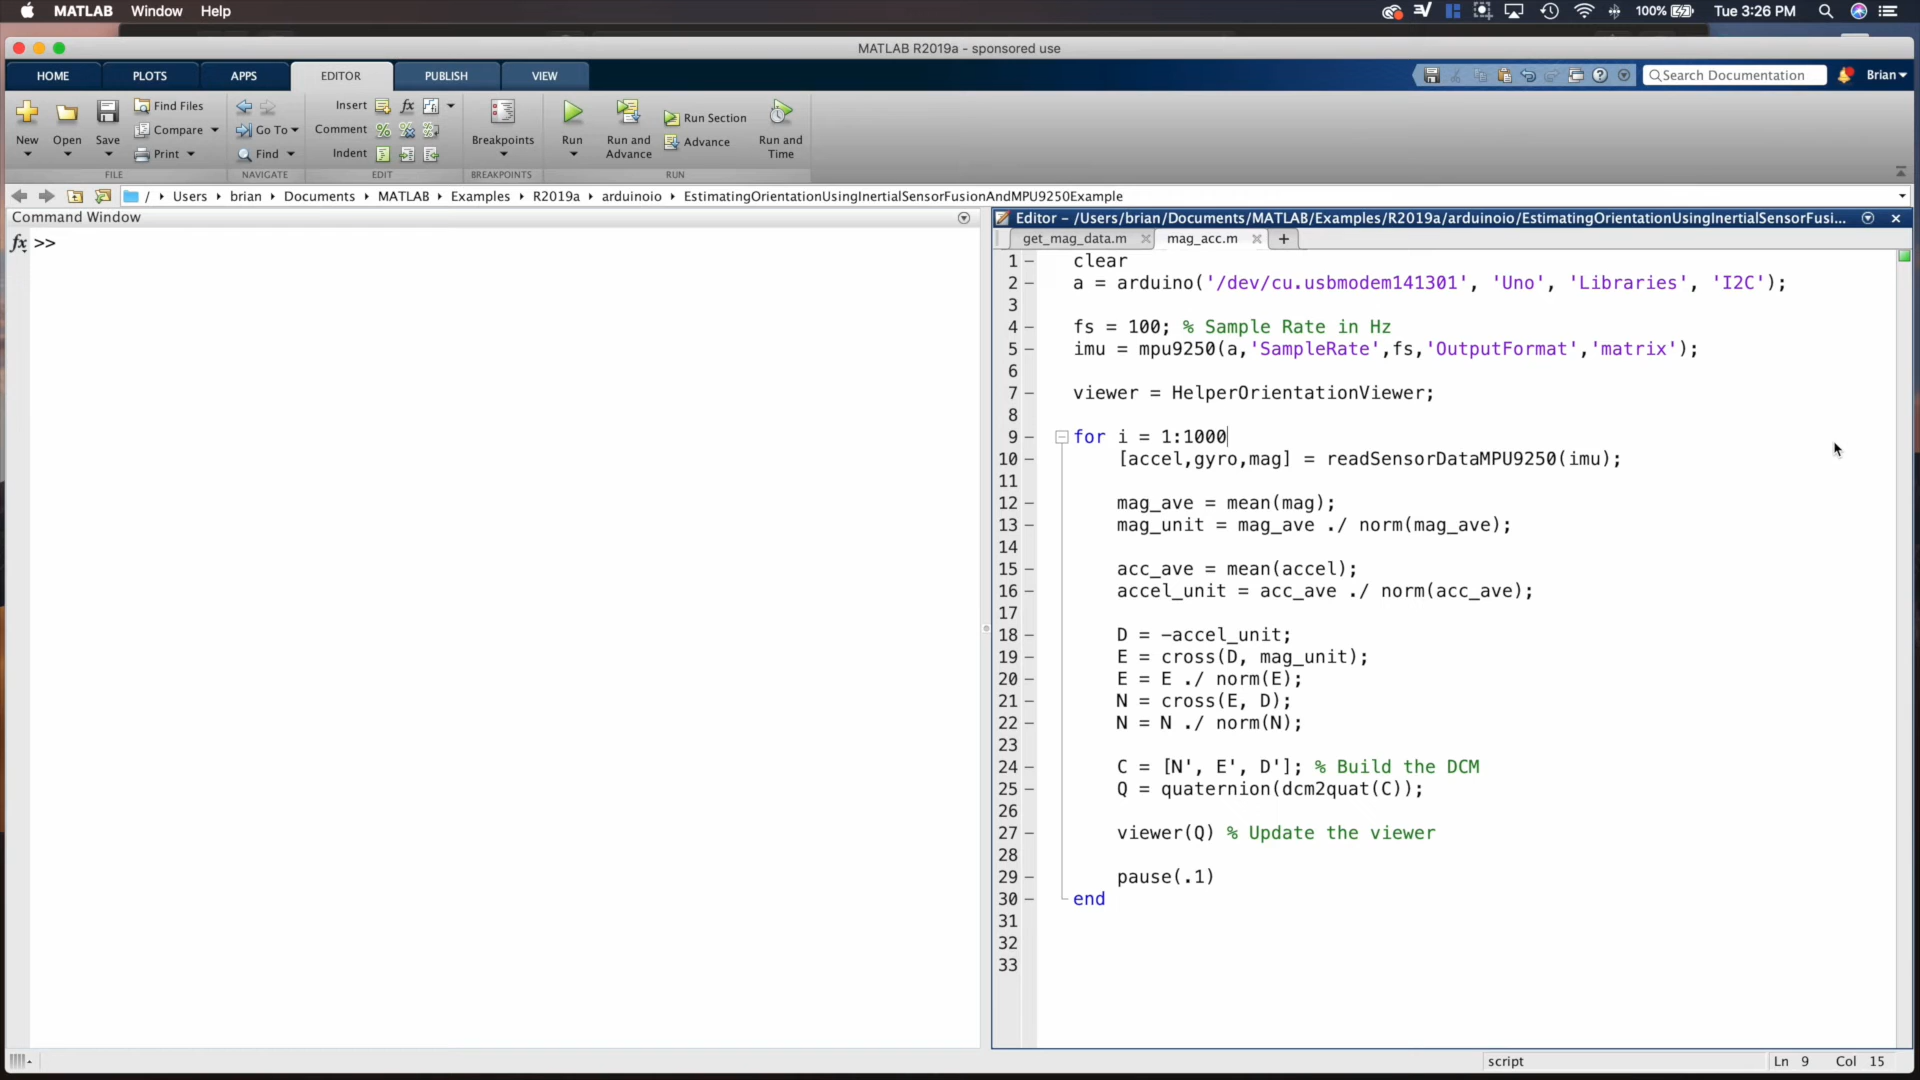 MATLAB Window Help 100% Tue 3:26 PM
MATLAB R2019a - sponsored use
HOME PLOTS APPS EDITOR PUBLISH VIEW Search Documentation Brian
New Open Save Find Files Compare Print
FILE
Go To Find
NAVIGATE
Insert fx
Comment
Indent
EDIT
Breakpoints
BREAKPOINTS
Run Run and Advance Run Section Advance Run and Time
RUN
/ Users brian Documents MATLAB Examples R2019a arduinoio EstimatingOrientationUsingInertialSensorFusionAndMPU9250Example
Command Window
fx >>
Editor - /Users/brian/Documents/MATLAB/Examples/R2019a/arduinoio/EstimatingOrientationUsingInertialSensorFusi...
get_mag_data.m mag_acc.m +
1 clear
2 a = arduino('/dev/cu.usbmodem141301', 'Uno', 'Libraries', 'I2C');
3
4 fs = 100; % Sample Rate in Hz
5 imu = mpu9250(a,'SampleRate',fs,'OutputFormat','matrix');
6
7 viewer = HelperOrientationViewer;
8
9 for i = 1:1000
10 [accel,gyro,mag] = readSensorDataMPU9250(imu);
11
12 mag_ave = mean(mag);
13 mag_unit = mag_ave ./ norm(mag_ave);
14
15 acc_ave = mean(accel);
16 accel_unit = acc_ave ./ norm(acc_ave);
17
18 D = -accel_unit;
19 E = cross(D, mag_unit);
20 E = E ./ norm(E);
21 N = cross(E, D);
22 N = N ./ norm(N);
23
24 C = [N', E', D']; % Build the DCM
25 Q = quaternion(dcm2quat(C));
26
27 viewer(Q) % Update the viewer
28
29 pause(.1)
30 end
31
32
33
script Ln 9 Col 15